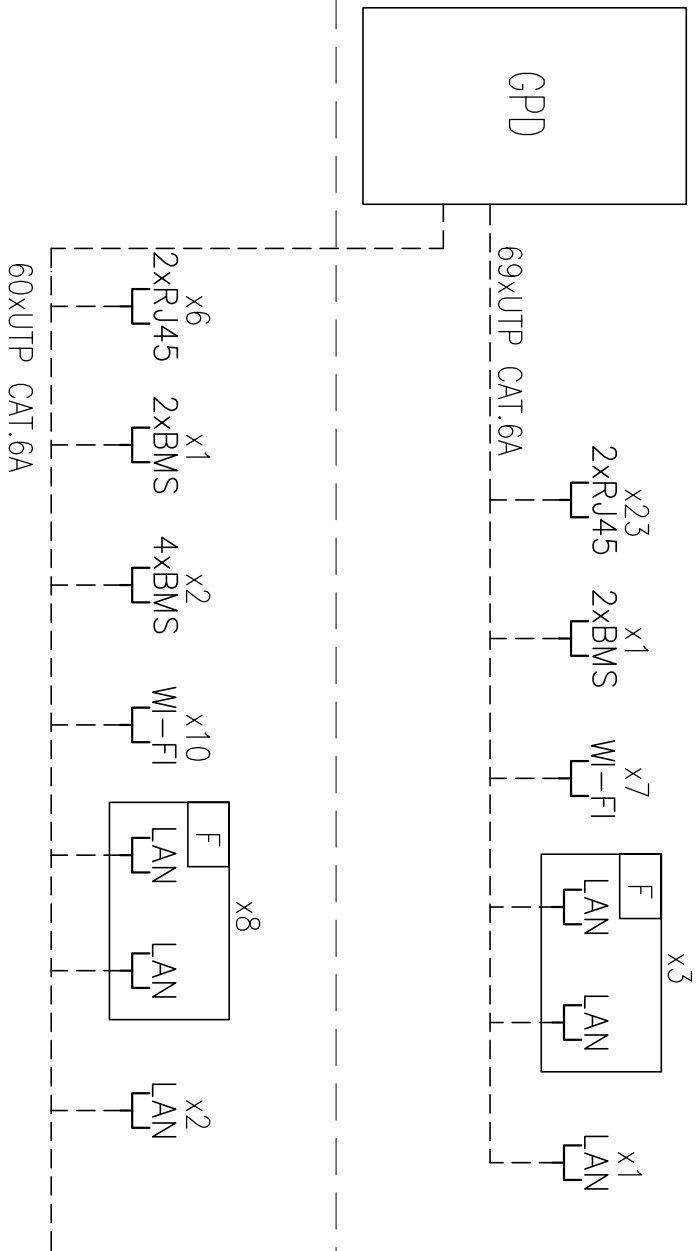 GPD
69xUTP CAT.6A
x23
2xRJ45
x1
2xBMS
x7
WI-FI
x3
F
LAN
LAN
x1
LAN
60xUTP CAT.6A
x6
2xRJ45
x1
2xBMS
x2
4xBMS
x10
WI-FI
x8
F
LAN
LAN
x2
LAN